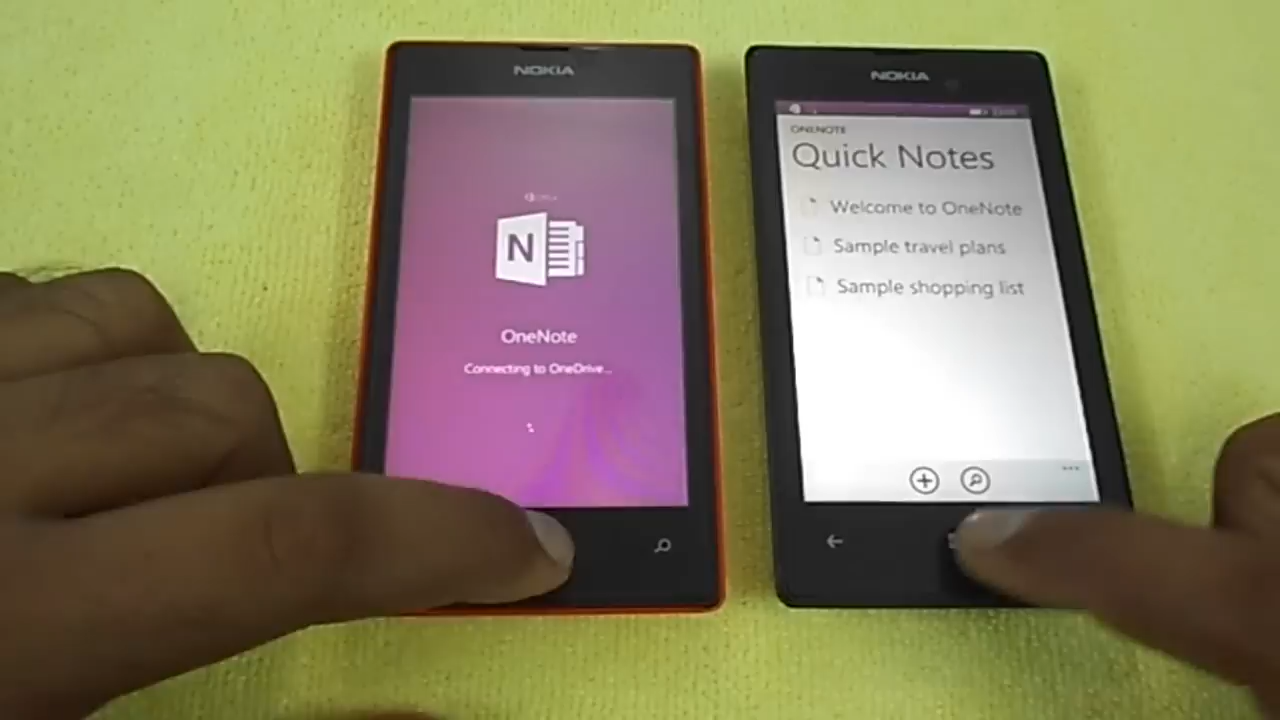 NOKIA
N
OneNote
Connecting to OneDrive...
NOKIA
ONENOTE
Quick Notes
Welcome to OneNote
Sample travel plans
Sample shopping list